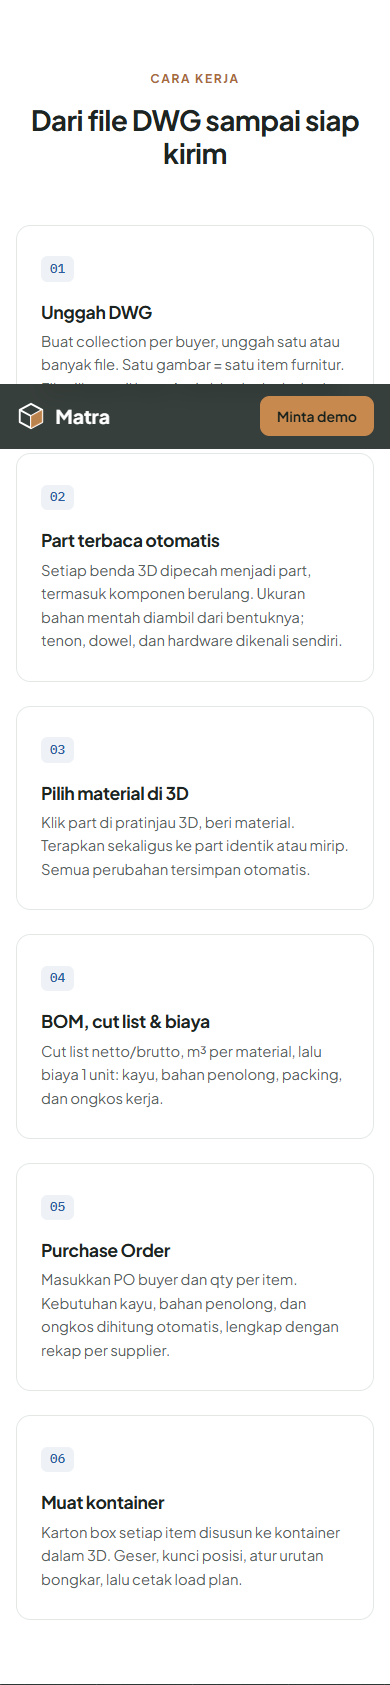 CARA KERJA
Dari file DWG sampai siap
kirim
01
Unggah DWG
Buat collection per buyer, unggah satu atau
banyak file. Satu gambar = satu item furnitur.
Matra
Minta demo
02
Part terbaca otomatis
Setiap benda 3D dipecah menjadi part,
termasuk komponen berulang. Ukuran
bahan mentah diambil dari bentuknya;
tenon, dowel, dan hardware dikenali sendiri.
03
Pilih material di 3D
Klik part di pratinjau 3D, beri material.
Terapkan sekaligus ke part identik atau mirip.
Semua perubahan tersimpan otomatis.
04
BOM, cut list & biaya
Cut list netto/brutto, m³ per material, lalu
biaya 1 unit: kayu, bahan penolong, packing,
dan ongkos kerja.
05
Purchase Order
Masukkan PO buyer dan qty per item.
Kebutuhan kayu, bahan penolong, dan
ongkos dihitung otomatis, lengkap dengan
rekap per supplier.
06
Muat kontainer
Karton box setiap item disusun ke kontainer
dalam 3D. Geser, kunci posisi, atur urutan
bongkar, lalu cetak load plan.